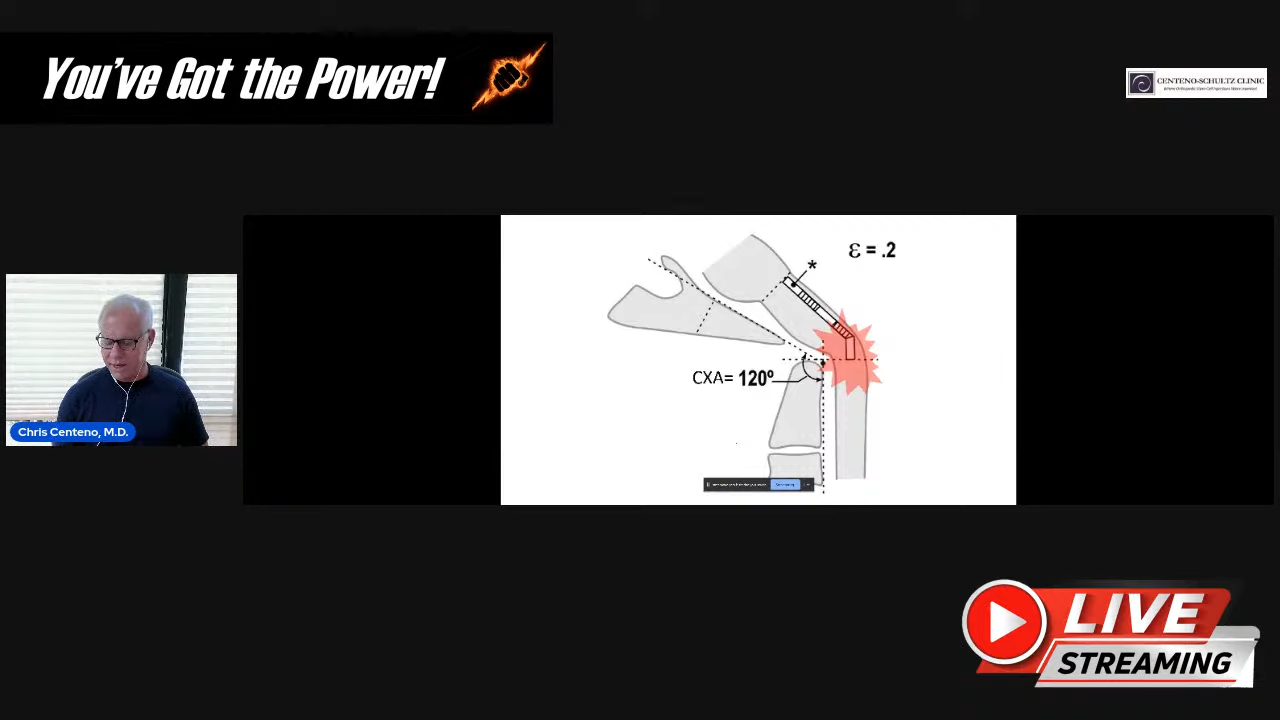 You've Got the Power!
CENTENO-SCHULTZ CLINIC
* ε = .2
CXA= 120º
Chris Centeno, M.D.
LIVE
STREAMING